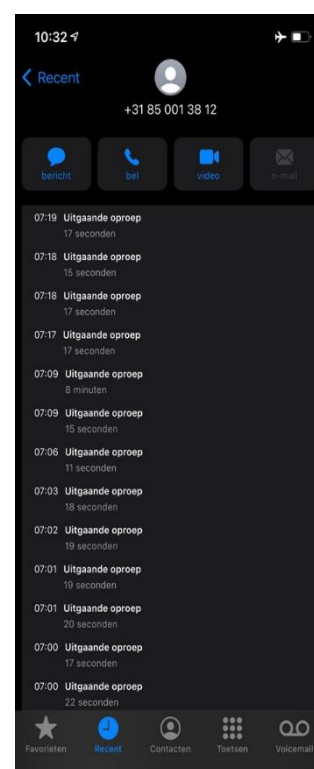 10:32
Recent
+31 85 001 38 12
bericht
bel
video
e-mail
07:19 Uitgaande oproep
17 seconden
07:18 Uitgaande oproep
15 seconden
07:18 Uitgaande oproep
17 seconden
07:17 Uitgaande oproep
17 seconden
07:09 Uitgaande oproep
8 minuten
07:09 Uitgaande oproep
15 seconden
07:06 Uitgaande oproep
11 seconden
07:03 Uitgaande oproep
18 seconden
07:02 Uitgaande oproep
19 seconden
07:01 Uitgaande oproep
19 seconden
07:01 Uitgaande oproep
20 seconden
07:00 Uitgaande oproep
17 seconden
07:00 Uitgaande oproep
22 seconden
Favorieten
Recent
Contacten
Toetsen
Voicemail